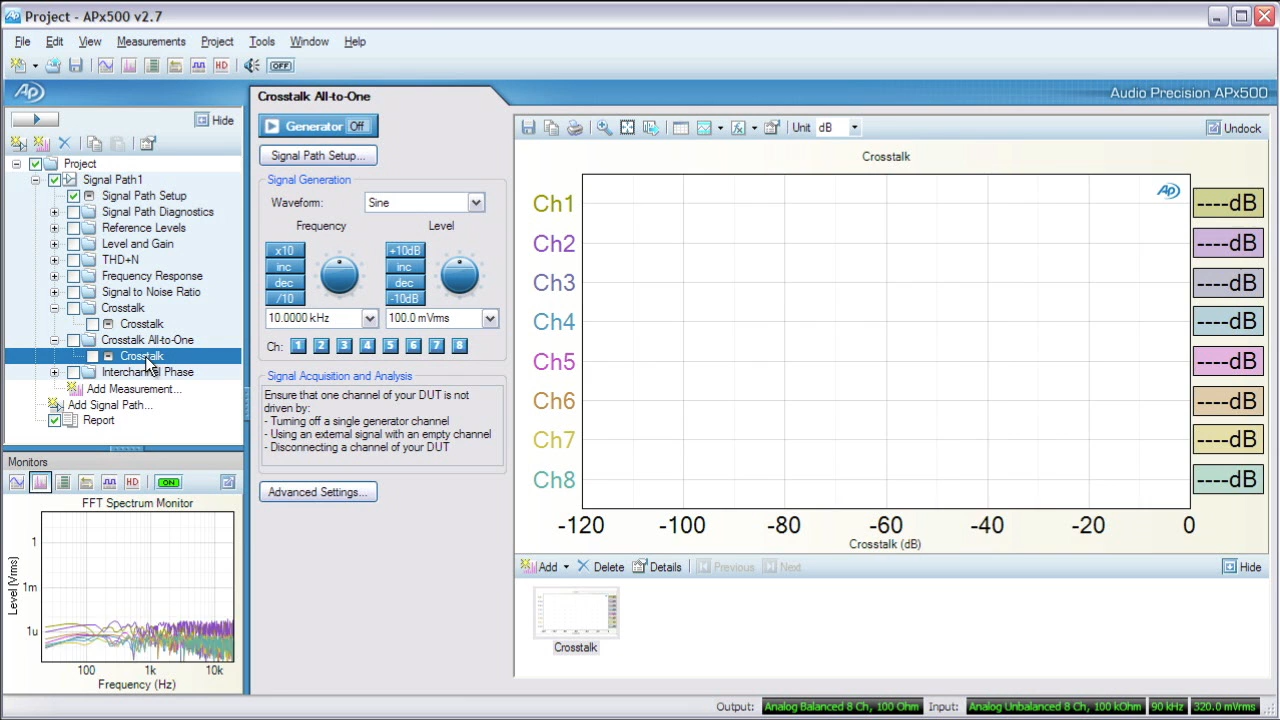 Project - APx500 v2.7
File Edit View Measurements Project Tools Window Help
HD OFF
Audio Precision APx500
Hide
Project
Signal Path1
Signal Path Setup
Signal Path Diagnostics
Reference Levels
Level and Gain
THD+N
Frequency Response
Signal to Noise Ratio
Crosstalk
Crosstalk
Crosstalk All-to-One
Crosstalk
Interchannel Phase
Add Measurement...
Add Signal Path...
Report
Monitors
HD ON
FFT Spectrum Monitor
Level (Vrms)
1
1m
1u
100 1k 10k
Frequency (Hz)
Crosstalk All-to-One
Generator Off
Signal Path Setup...
Signal Generation
Waveform: Sine
Frequency Level
x10 +10dB
inc inc
dec dec
/10 -10dB
10.0000 kHz 100.0 mVrms
Ch: 1 2 3 4 5 6 7 8
Signal Acquisition and Analysis
Ensure that one channel of your DUT is not
driven by:
- Turning off a single generator channel
- Using an external signal with an empty channel
- Disconnecting a channel of your DUT
Advanced Settings...
Unit dB Undock
Crosstalk
Ch1 ----dB
Ch2 ----dB
Ch3 ----dB
Ch4 ----dB
Ch5 ----dB
Ch6 ----dB
Ch7 ----dB
Ch8 ----dB
-120 -100 -80 -60 -40 -20 0
Crosstalk (dB)
Add Delete Details Previous Next Hide
Crosstalk
Output: Analog Balanced 8 Ch, 100 Ohm Input: Analog Unbalanced 8 Ch, 100 kOhm 90 kHz 320.0 mVrms